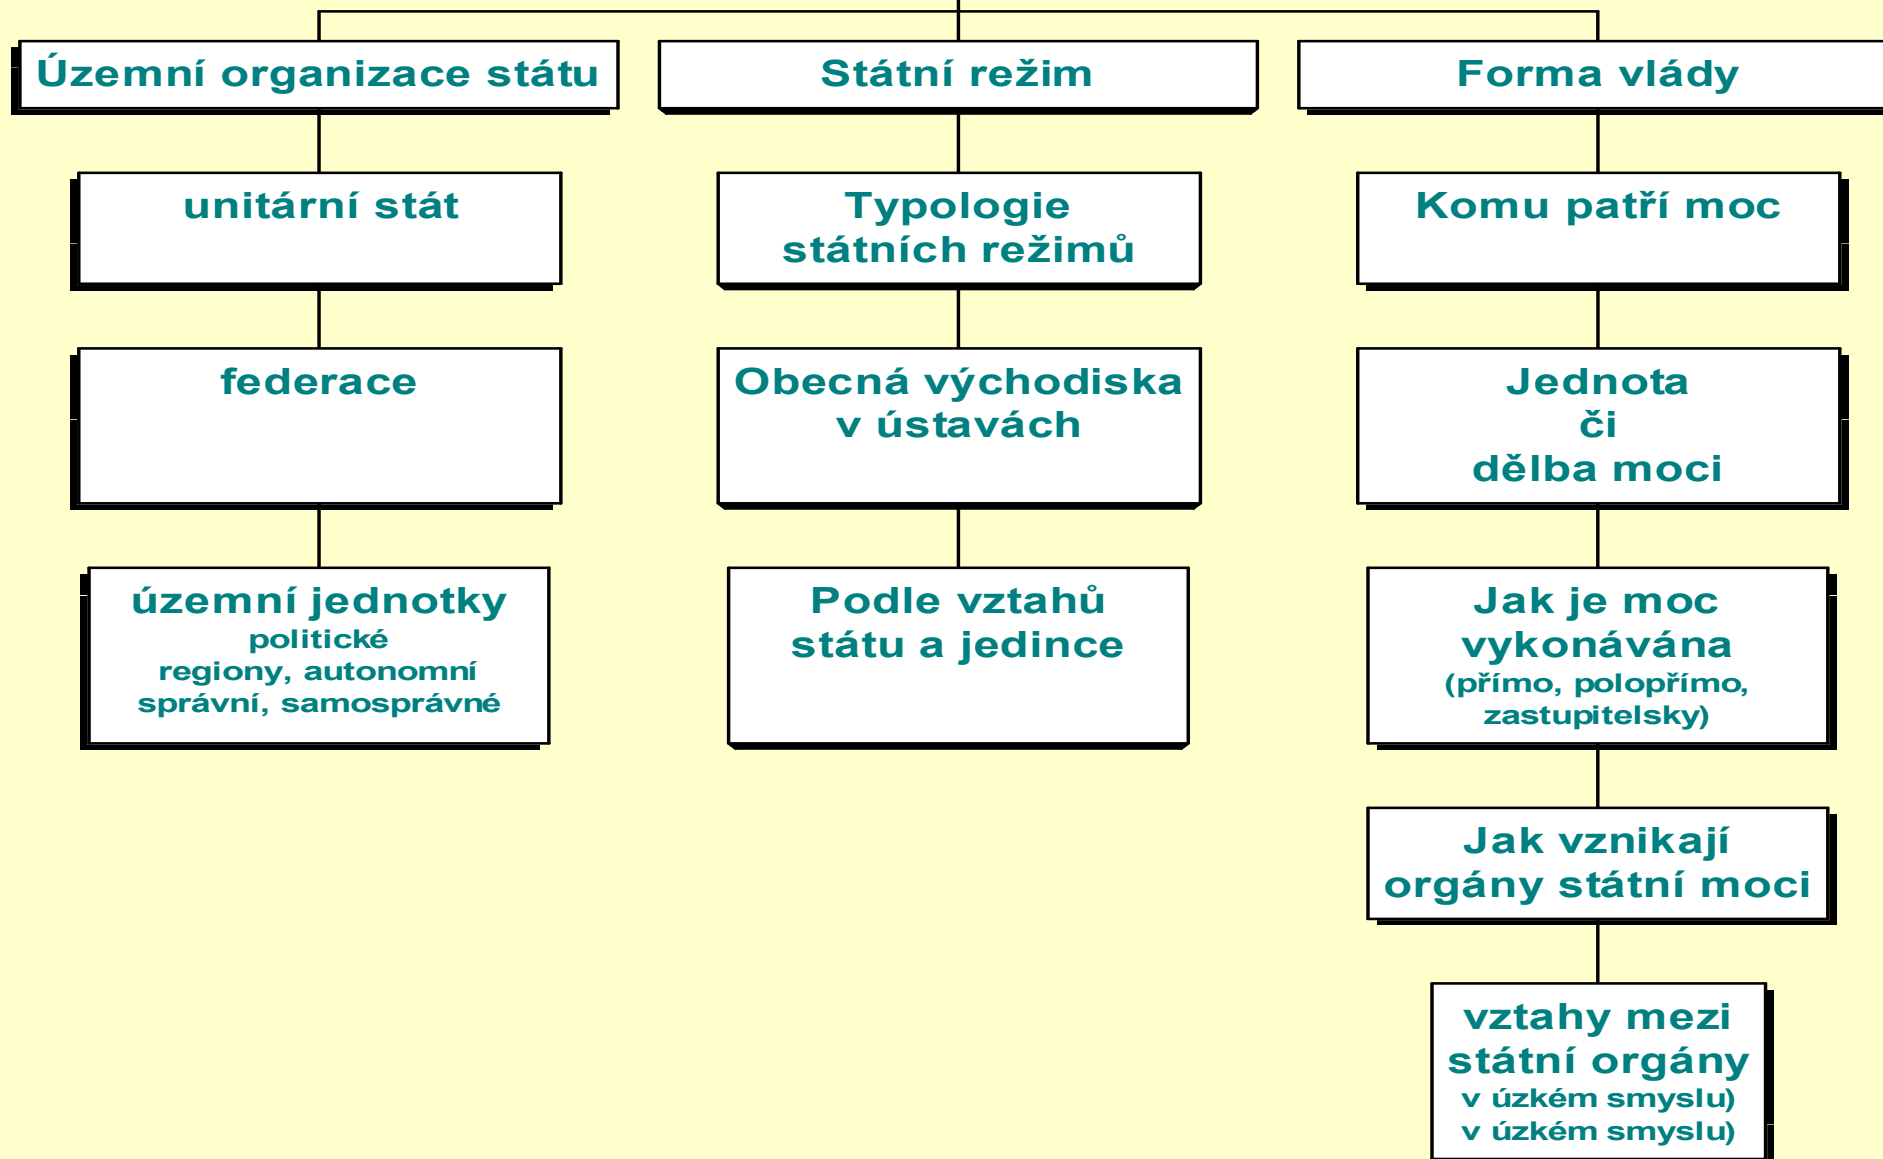 Územní organizace státu
Státní režim
Forma vlády
unitární stát
Typologie
státních režimů
Komu patří moc
federace
Obecná východiska
v ústavách
Jednota
či
dělba moci
územní jednotky
politické
regiony, autonomní
správní, samosprávné
Podle vztahů
státu a jedince
Jak je moc
vykonávána
(přímo, polopřímo,
zastupitelsky)
Jak vznikají
orgány státní moci
vztahy mezi
státní orgány
v úzkém smyslu)
v úzkém smyslu)